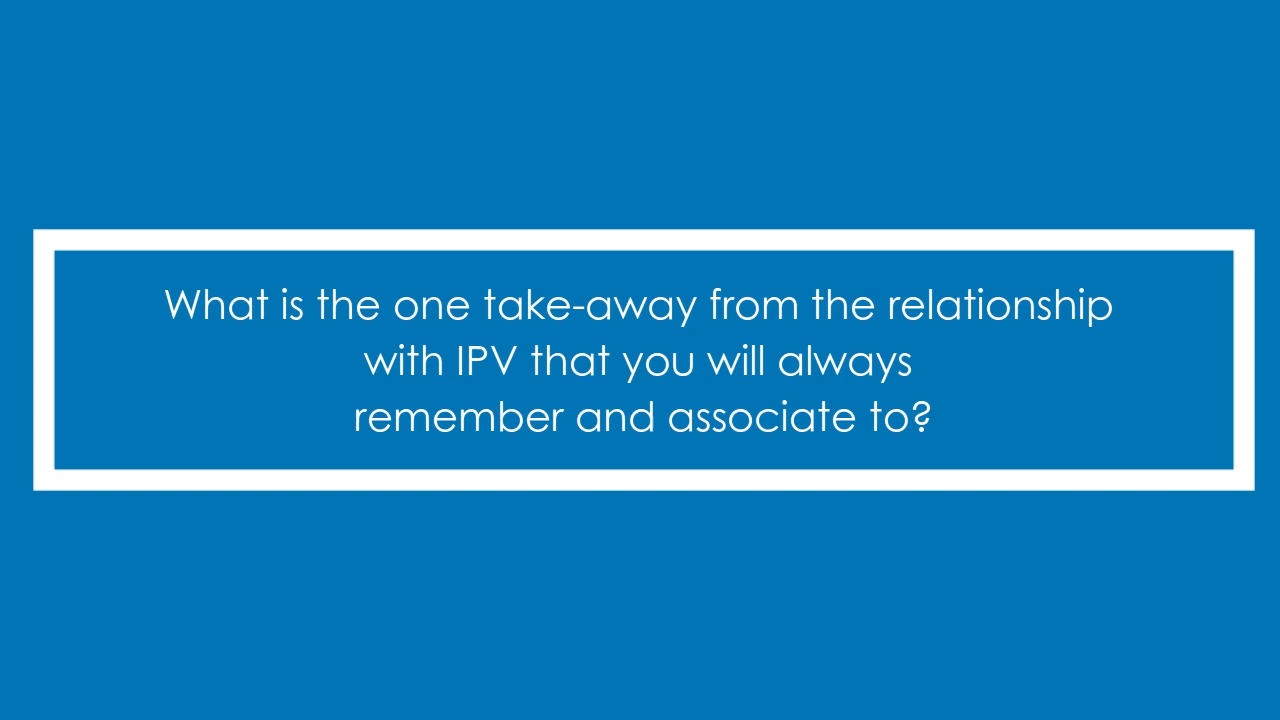 What is the one take-away from the relationship
with IPV that you will always
remember and associate to?